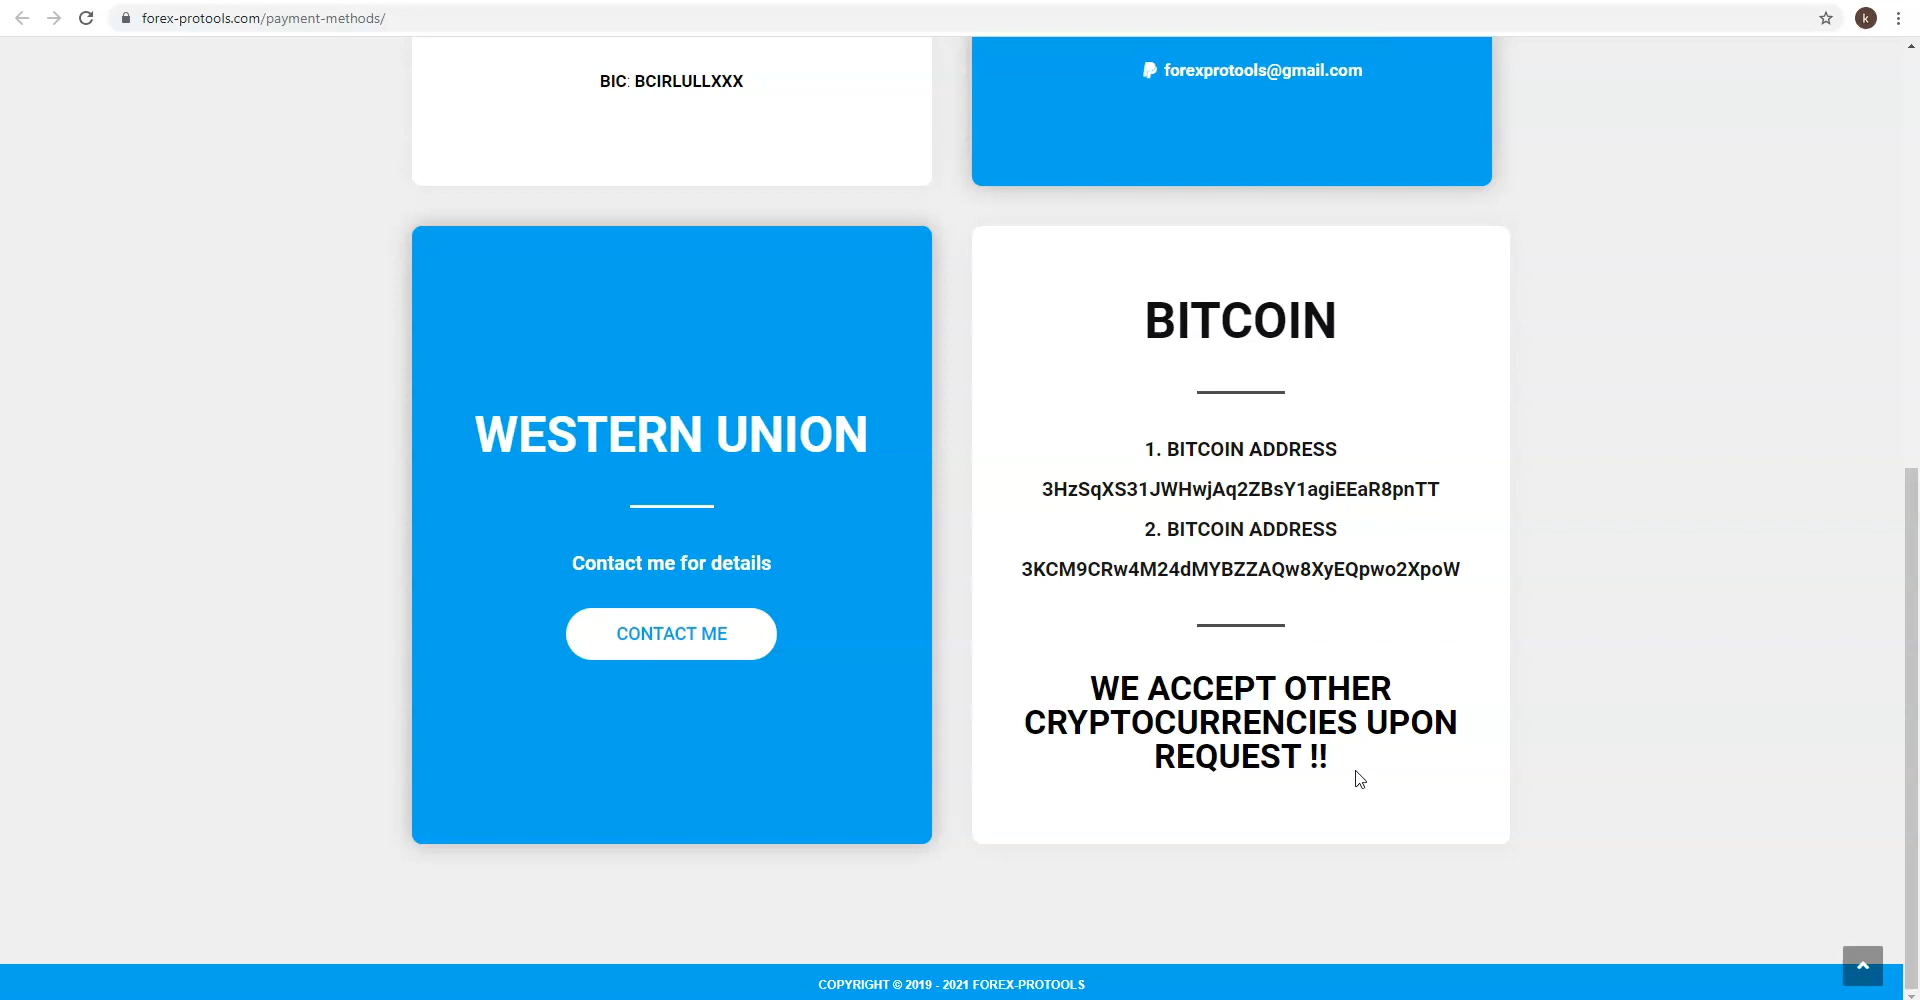 forex-protools.com/payment-methods/
k
BIC: BCIRLULLXXX
forexprotools@gmail.com
WESTERN UNION
Contact me for details
CONTACT ME
BITCOIN
1. BITCOIN ADDRESS
3HzSqXS31JWHwjAq2ZBsY1agiEEaR8pnTT
2. BITCOIN ADDRESS
3KCM9CRw4M24dMYBZZAQw8XyEQpwo2XpoW
WE ACCEPT OTHER
CRYPTOCURRENCIES UPON
REQUEST !!
COPYRIGHT © 2019 - 2021 FOREX-PROTOOLS